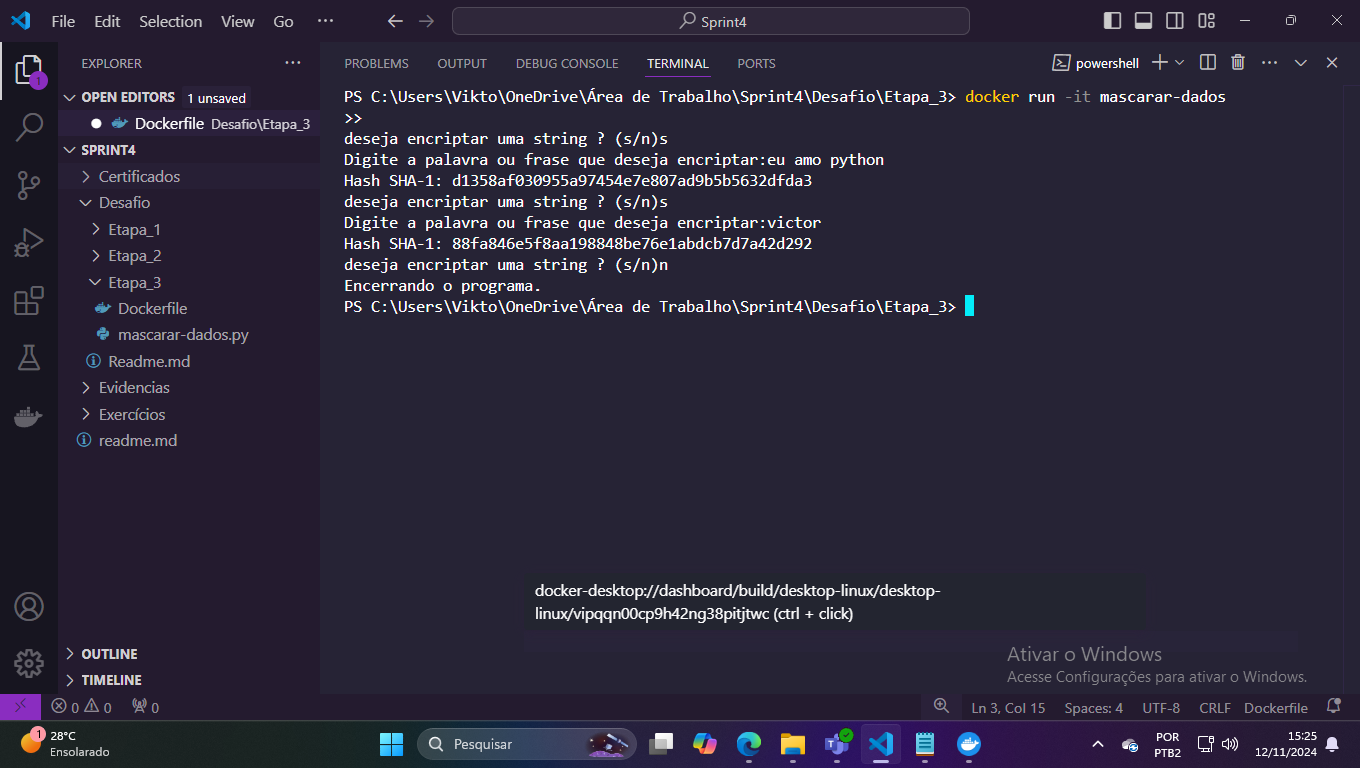 File Edit Selection View Go ···
Sprint4
EXPLORER
OPEN EDITORS 1 unsaved
Dockerfile Desafio\Etapa_3
SPRINT4
Certificados
Desafio
Etapa_1
Etapa_2
Etapa_3
Dockerfile
mascarar-dados.py
Readme.md
Evidencias
Exercícios
readme.md
OUTLINE
TIMELINE
1
PROBLEMS OUTPUT DEBUG CONSOLE TERMINAL PORTS
powershell
PS C:\Users\Vikto\OneDrive\Área de Trabalho\Sprint4\Desafio\Etapa_3> docker run -it mascarar-dados
>>
deseja encriptar uma string ? (s/n)s
Digite a palavra ou frase que deseja encriptar:eu amo python
Hash SHA-1: d1358af030955a97454e7e807ad9b5b5632dfda3
deseja encriptar uma string ? (s/n)s
Digite a palavra ou frase que deseja encriptar:victor
Hash SHA-1: 88fa846e5f8aa198848be76e1abdcb7d7a42d292
deseja encriptar uma string ? (s/n)n
Encerrando o programa.
PS C:\Users\Vikto\OneDrive\Área de Trabalho\Sprint4\Desafio\Etapa_3>
docker-desktop://dashboard/build/desktop-linux/desktop-
linux/vipqqn00cp9h42ng38pitjtwc (ctrl + click)
Ativar o Windows
Acesse Configurações para ativar o Windows.
0 0 0
Ln 3, Col 15 Spaces: 4 UTF-8 CRLF Dockerfile
1
28°C
Ensolarado
Pesquisar
POR
PTB2
15:25
12/11/2024